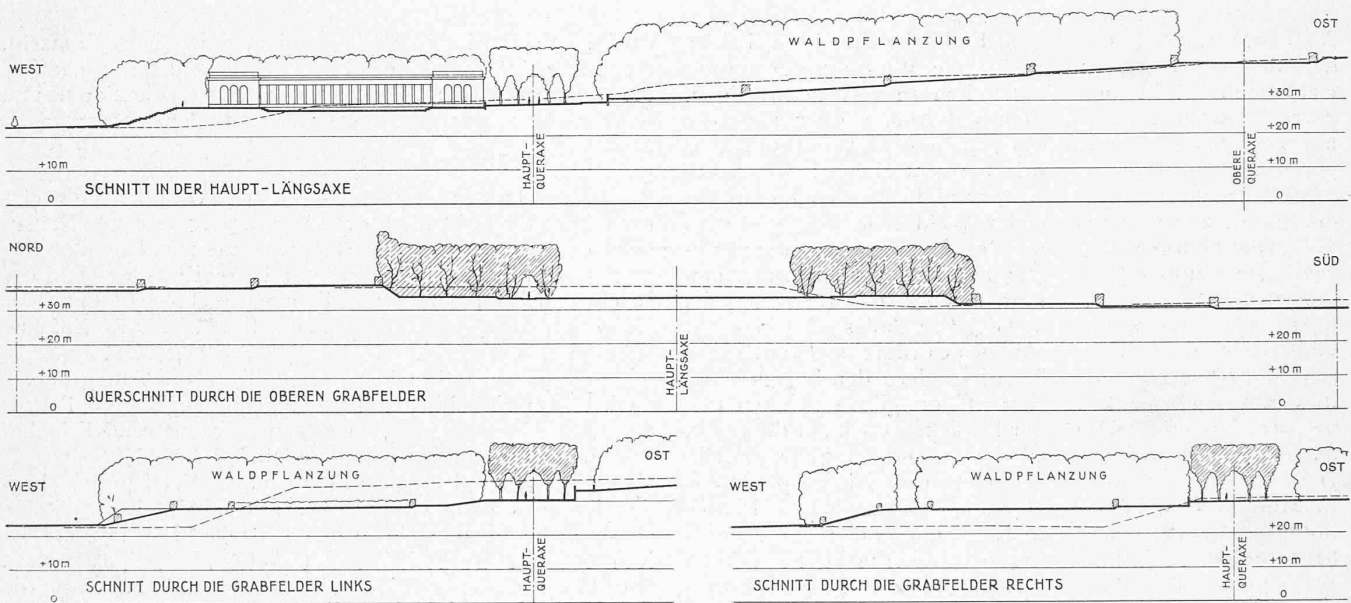 WEST
WALDPFLANZUNG
OST
+30 m
+20 m
+10 m
+10 m
0
0
HAUPT-
QUERAXE
OBERE
QUERAXE
SCHNITT IN DER HAUPT-LÄNGSAXE
NORD
SÜD
+30 m
+20 m
+20 m
+10 m
+10 m
0
0
HAUPT-
LÄNGSAXE
QUERSCHNITT DURCH DIE OBEREN GRABFELDER
WEST
WALDPFLANZUNG
OST
+10 m
0
HAUPT-
QUERAXE
SCHNITT DURCH DIE GRABFELDER LINKS
WEST
WALDPFLANZUNG
OST
+20 m
+10 m
0
HAUPT-
QUERAXE
SCHNITT DURCH DIE GRABFELDER RECHTS